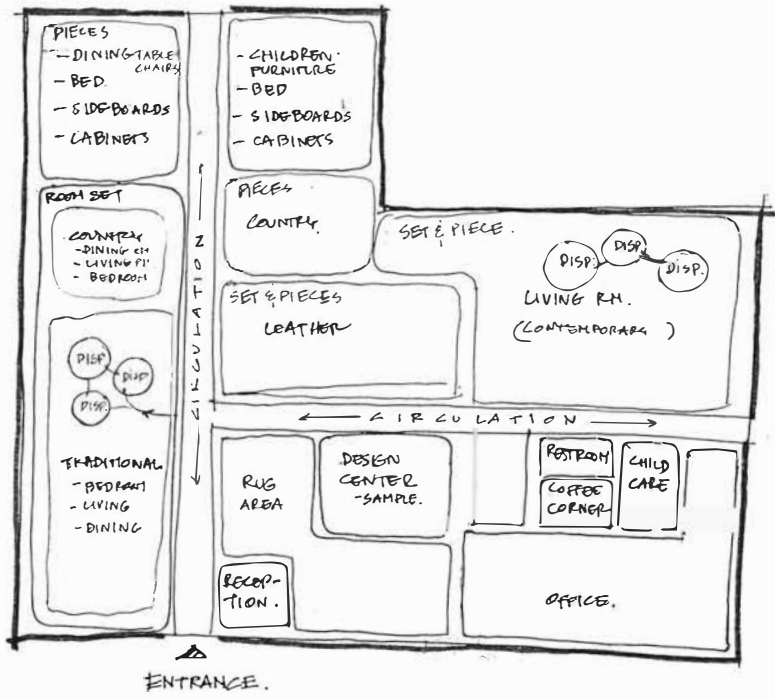 PIECES
- DINING TABLE
CHAIRS
- BED.
- SIDEBOARDS
- CABINETS
- CHILDREN.
FURNITURE
- BED
- SIDEBOARDS
- CABINETS
ROOM SET
COUNTRY
- DINING RM
- LIVING RM
- BEDROOM
PIECES
COUNTRY.
SET & PIECE.
DISP.
DISP.
DISP.
LIVING RM.
(CONTEMPORARY)
SET & PIECES
LEATHER
CIRCULATION
DISP
DISP
DISP.
TRADITIONAL
- BEDROOM
- LIVING
- DINING
CIRCULATION
RUG
AREA
DESIGN
CENTER
- SAMPLE.
RESTROOM
COFFEE
CORNER
CHILD
CARE
RECEP-
TION.
OFFICE.
ENTRANCE.